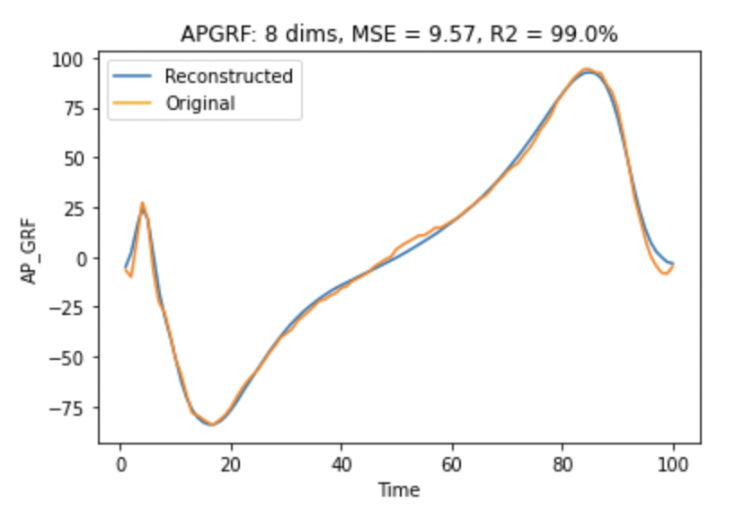 APGRF: 8 dims, MSE = 9.57, R2 = 99.0%
Reconstructed
Original
100
75
50
25
0
−25
−50
−75
AP_GRF
0 20 40 60 80 100
Time